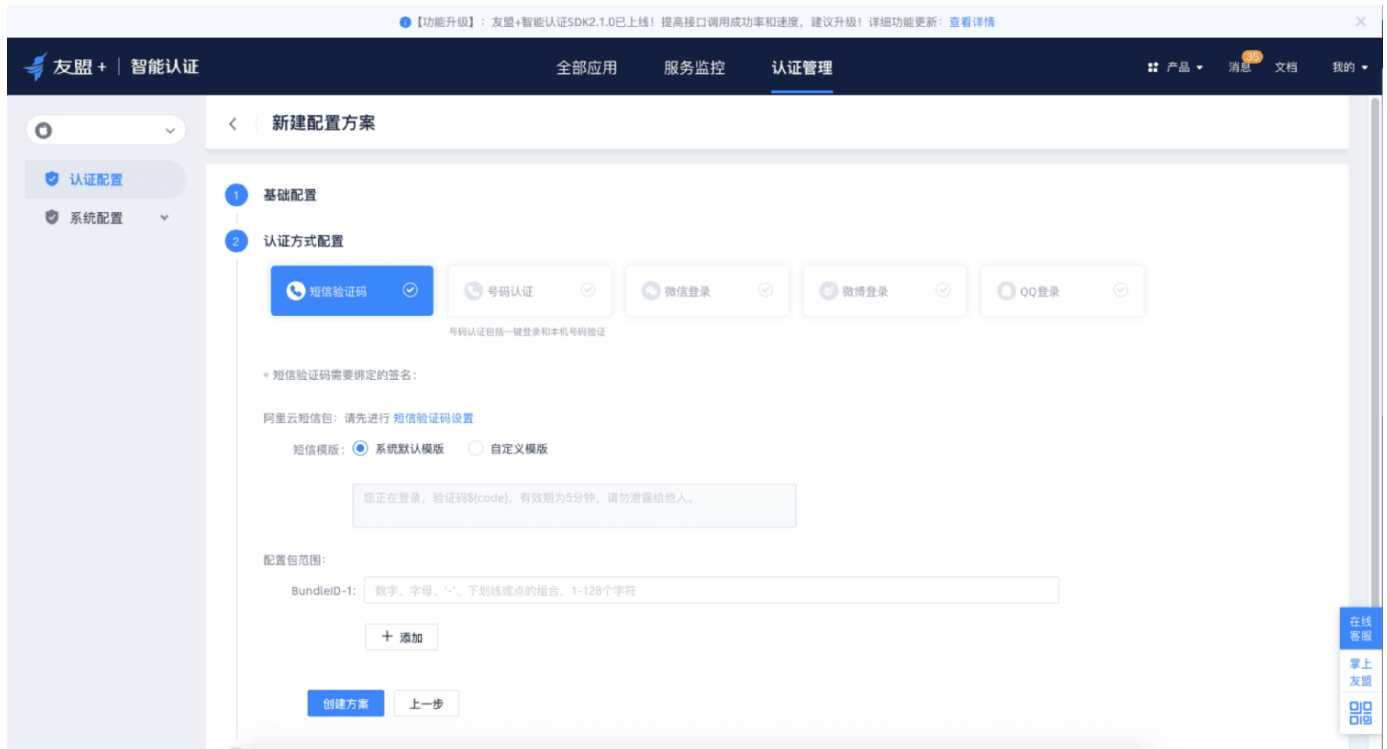 【功能升级】：友盟+智能认证SDK2.1.0已上线！提高接口调用成功率和速度，建议升级！详细功能更新：查看详情
友盟+ | 智能认证
全部应用
服务监控
认证管理
产品
消息
35
文档
我的
认证配置
系统配置
新建配置方案
1 基础配置
2 认证方式配置
短信验证码
号码认证
微信登录
微博登录
QQ登录
号码认证包括一键登录和本机号码验证
* 短信验证码需要绑定的签名：
阿里云短信包：请先进行 短信验证码设置
短信模版： 系统默认模版 自定义模版
您正在登录，验证码${code}，有效期为5分钟，请勿泄露给他人。
配置包范围：
BundleID-1: 数字、字母、'-'、下划线或点的组合，1-128个字符
+ 添加
创建方案 上一步
在线
客服
掌上
友盟